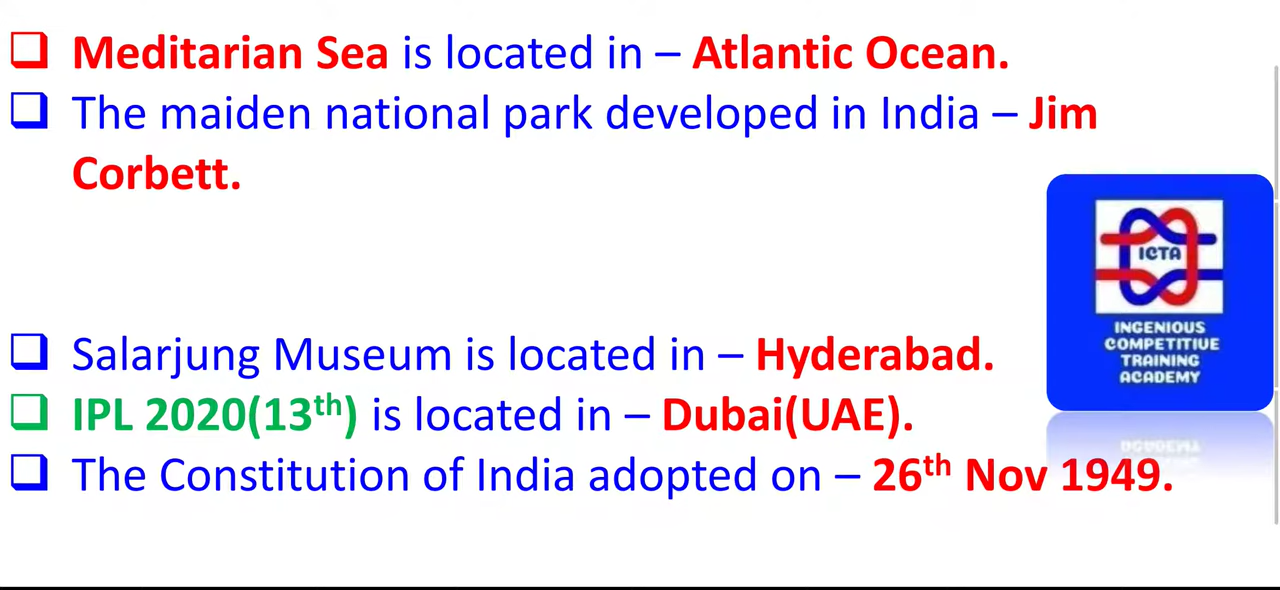 Meditarian Sea is located in – Atlantic Ocean.
The maiden national park developed in India – Jim
Corbett.
ICTA
INGENIOUS
COMPETITIVE
TRAINING
ACADEMY
Salarjung Museum is located in – Hyderabad.
IPL 2020(13th) is located in – Dubai(UAE).
The Constitution of India adopted on – 26th Nov 1949.